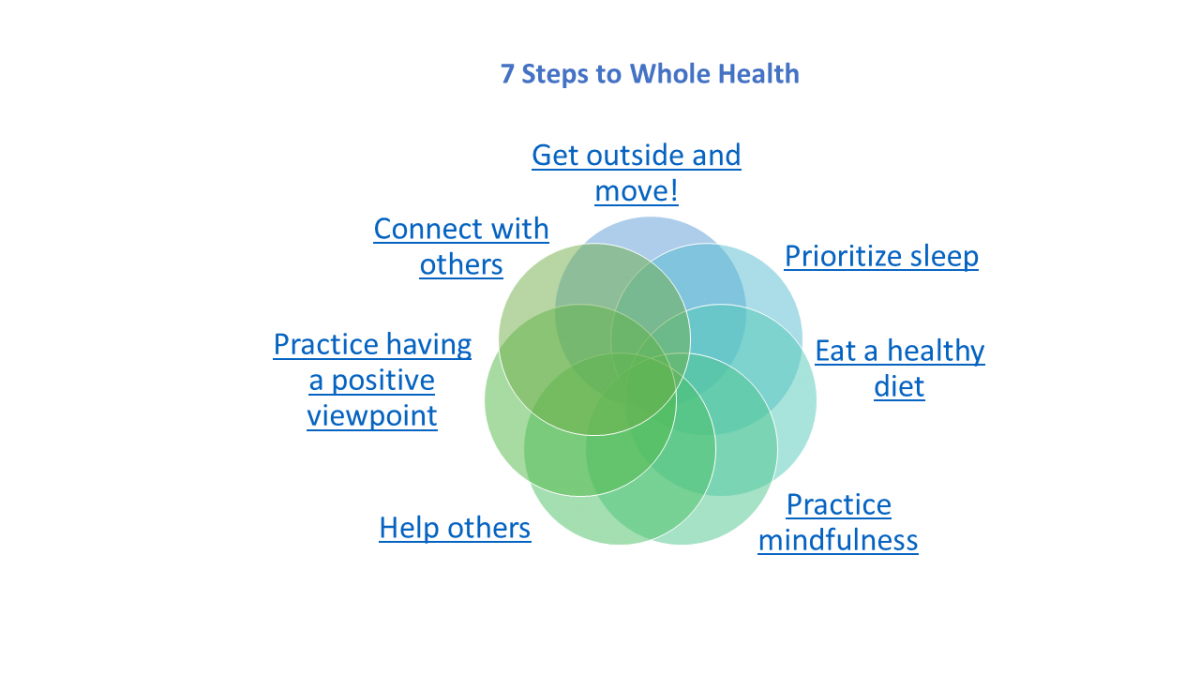 7 Steps to Whole Health
Get outside and
move!
Prioritize sleep
Eat a healthy
diet
Practice
mindfulness
Help others
Practice having
a positive
viewpoint
Connect with
others